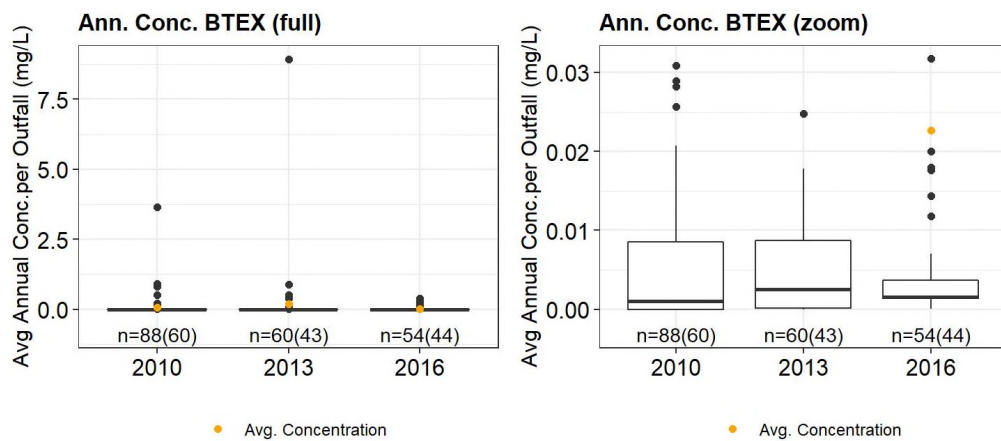 Ann. Conc. BTEX (full)
Avg Annual Conc.per Outfall (mg/L)
7.5
5.0
2.5
0.0
n=88(60) n=60(43) n=54(44)
2010 2013 2016
Avg. Concentration
Ann. Conc. BTEX (zoom)
Avg Annual Conc.per Outfall (mg/L)
0.03
0.02
0.01
0.00
n=88(60) n=60(43) n=54(44)
2010 2013 2016
Avg. Concentration